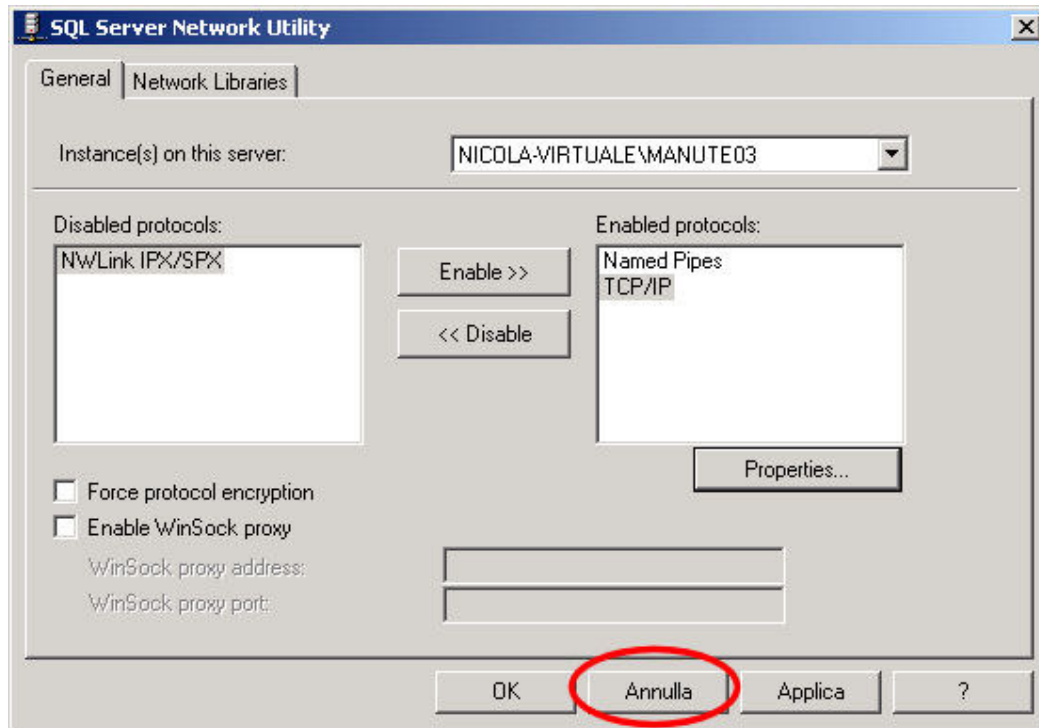 SQL Server Network Utility
General
Network Libraries
Instance(s) on this server:
NICOLA-VIRTUALE\MANUTE03
Disabled protocols:
Enabled protocols:
NWLink IPX/SPX
Enable >>
<< Disable
Named Pipes
TCP/IP
Properties...
Force protocol encryption
Enable WinSock proxy
WinSock proxy address:
WinSock proxy port:
OK
Annulla
Applica
?